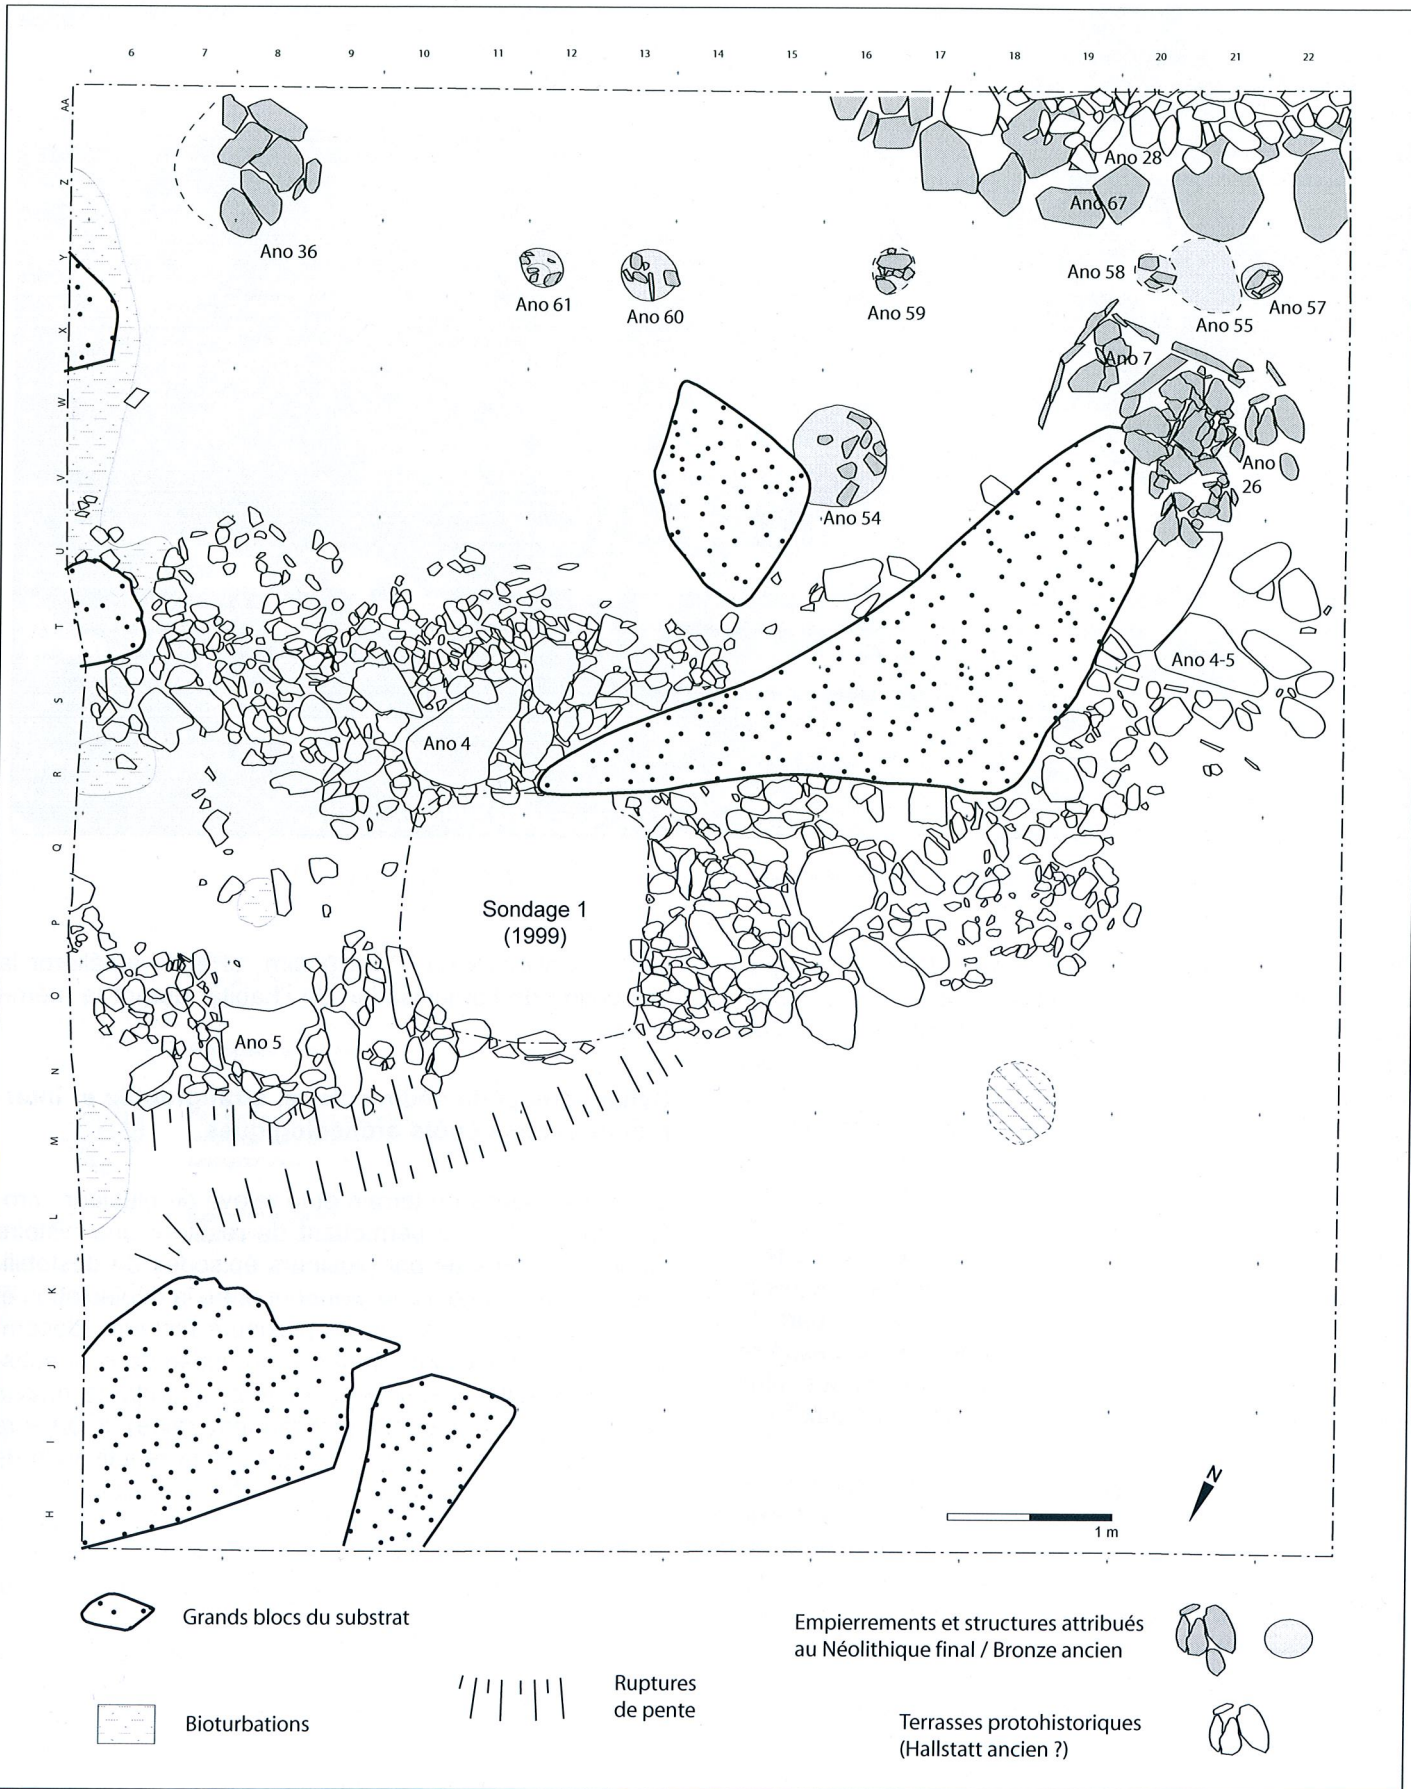 6 7 8 9 10 11 12 13 14 15 16 17 18 19 20 21 22
AA
Z
Y
X
W
V
U
T
S
R
Q
P
O
N
M
L
K
J
I
H
Ano 28
Ano 67
Ano 36
Ano 61
Ano 60
Ano 59
Ano 58
Ano 55
Ano 57
Ano 7
Ano
26
Ano 54
Ano 4-5
Ano 4
Sondage 1
(1999)
Ano 5
N
1 m
Grands blocs du substrat
Bioturbations
Ruptures
de pente
Empierrements et structures attribués
au Néolithique final / Bronze ancien
Terrasses protohistoriques
(Hallstatt ancien ?)